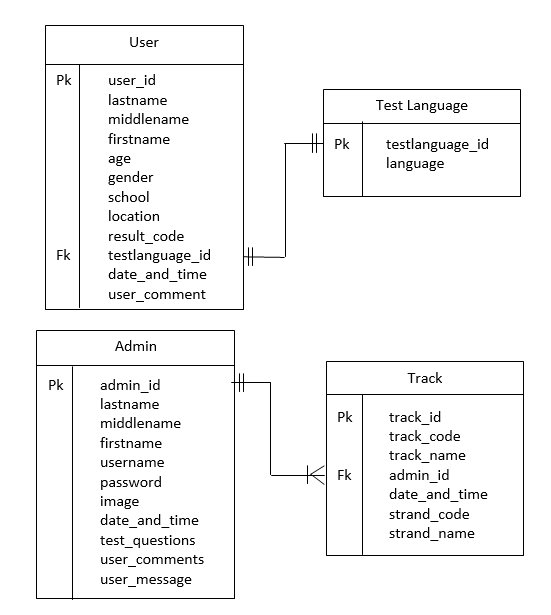 User
Pk user_id
lastname
middlename
firstname
age
gender
school
location
result_code
Fk testlanguage_id
date_and_time
user_comment
Test Language
Pk testlanguage_id
language
Admin
Pk admin_id
lastname
middlename
firstname
username
password
image
date_and_time
test_questions
user_comments
user_message
Track
Pk track_id
track_code
track_name
Fk admin_id
date_and_time
strand_code
strand_name